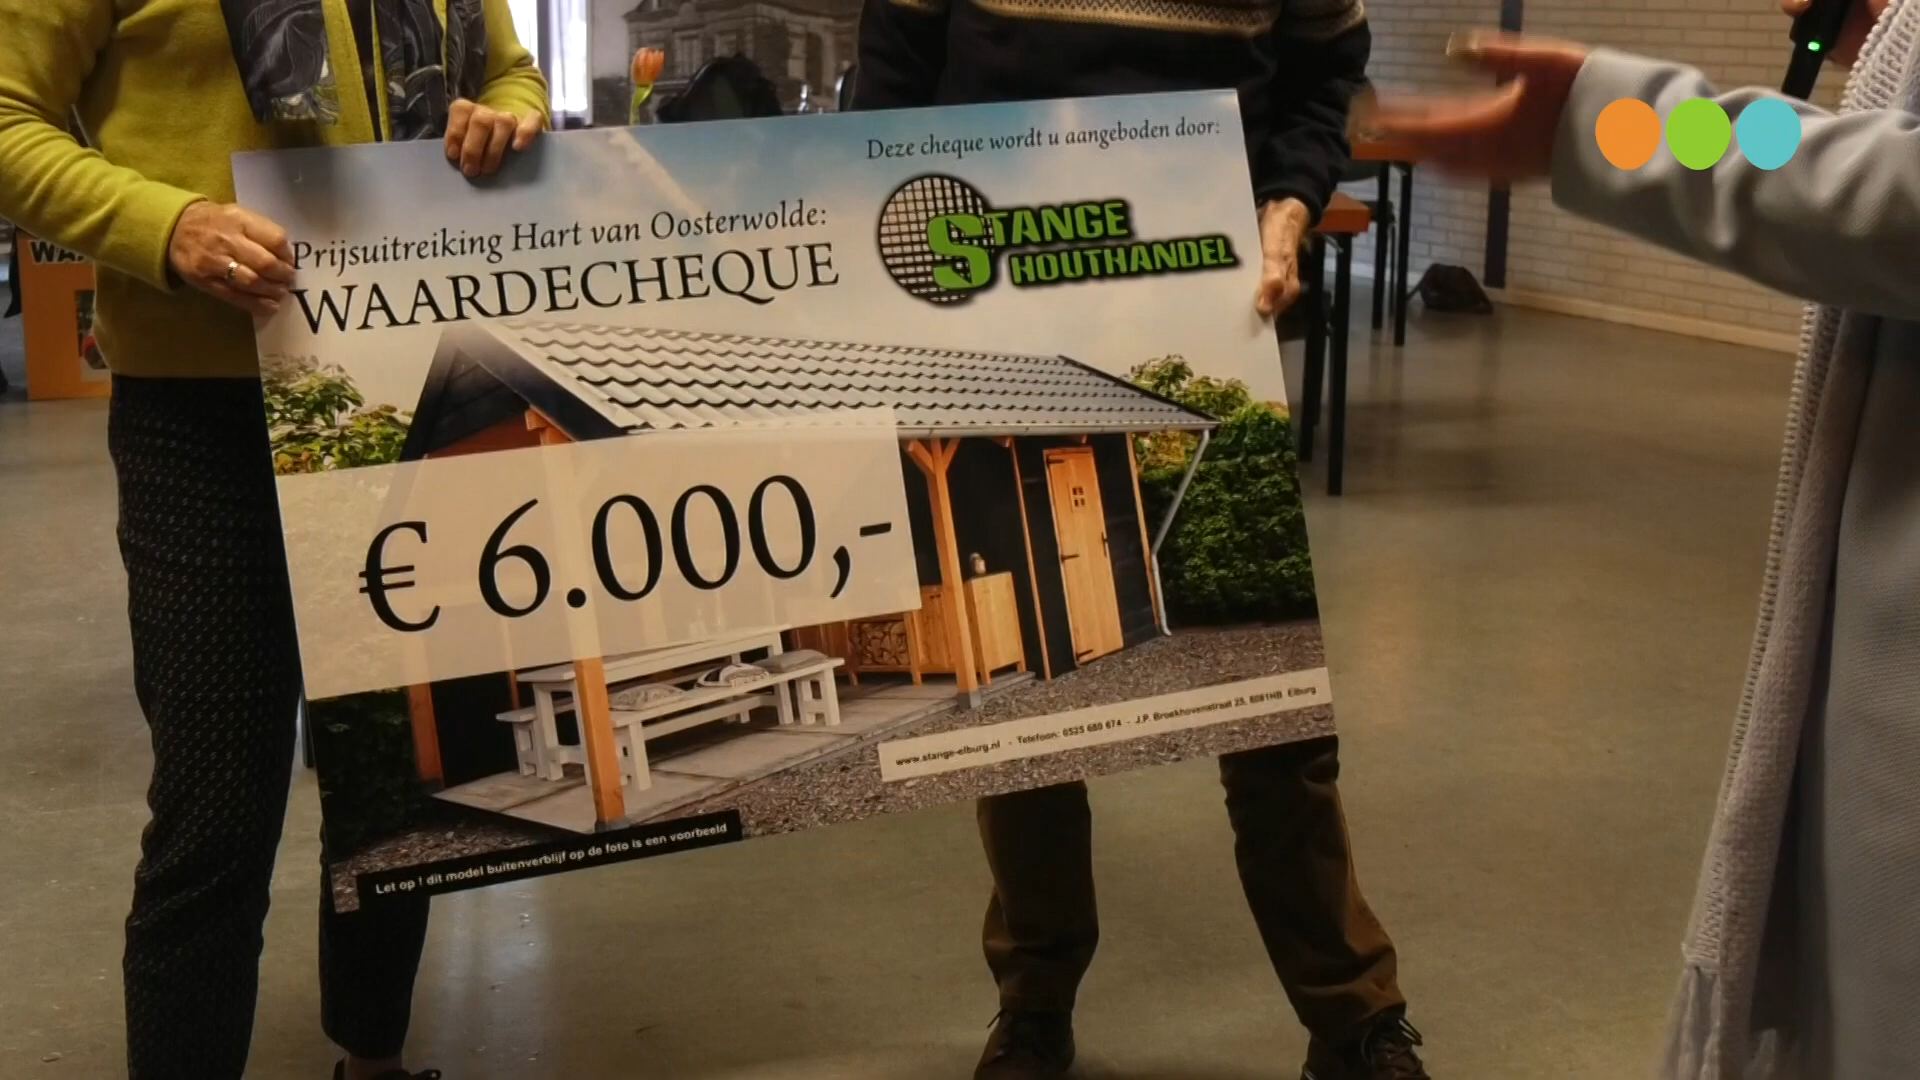 Deze cheque wordt u aangeboden door:
Prijsuitreiking Hart van Oosterwolde:
WAARDECHEQUE
STANGE
HOUTHANDEL
€ 6.000,-
www.stange-elburg.nl - Telefoon: 0525 680 674 - J.P. Broekhovenstraat 25, 8081HB Elburg
Let op ! dit model buitenverblijf op de foto is een voorbeeld